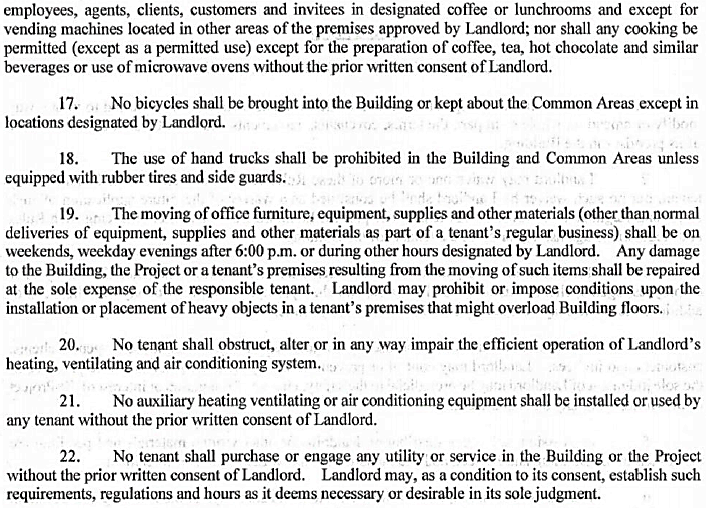 employees, agents, clients, customers and invitees in designated coffee or lunchrooms and except for
vending machines located in other areas of the premises approved by Landlord; nor shall any cooking be
permitted (except as a permitted use) except for the preparation of coffee, tea, hot chocolate and similar
beverages or use of microwave ovens without the prior written consent of Landlord.
17. No bicycles shall be brought into the Building or kept about the Common Areas except in
locations designated by Landlord.
18. The use of hand trucks shall be prohibited in the Building and Common Areas unless
equipped with rubber tires and side guards.
19. The moving of office furniture, equipment, supplies and other materials (other than normal
deliveries of equipment, supplies and other materials as part of a tenant's regular business) shall be on
weekends, weekday evenings after 6:00 p.m. or during other hours designated by Landlord. Any damage
to the Building, the Project or a tenant's premises resulting from the moving of such items shall be repaired
at the sole expense of the responsible tenant. Landlord may prohibit or impose conditions upon the
installation or placement of heavy objects in a tenant's premises that might overload Building floors.
20. No tenant shall obstruct, alter or in any way impair the efficient operation of Landlord's
heating, ventilating and air conditioning system.
21. No auxiliary heating ventilating or air conditioning equipment shall be installed or used by
any tenant without the prior written consent of Landlord.
22. No tenant shall purchase or engage any utility or service in the Building or the Project
without the prior written consent of Landlord. Landlord may, as a condition to its consent, establish such
requirements, regulations and hours as it deems necessary or desirable in its sole judgment.